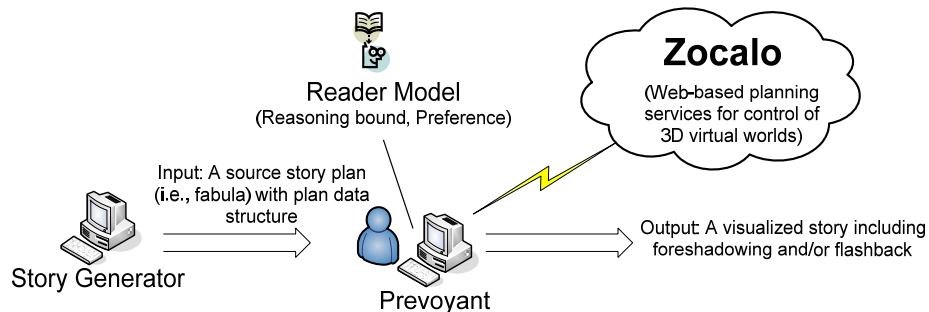 Reader Model
(Reasoning bound, Preference)
Zocalo
(Web-based planning
services for control of
3D virtual worlds)
Input: A source story plan
(i.e., fabula) with plan data
structure
Story Generator
Prevoyant
Output: A visualized story including
foreshadowing and/or flashback